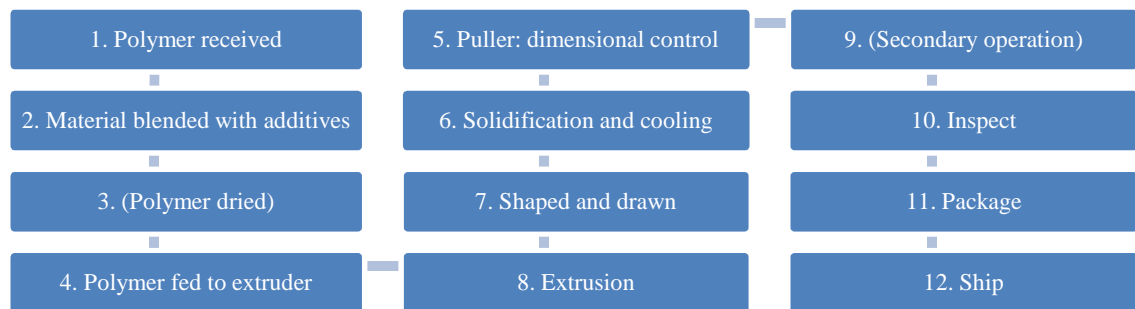 1. Polymer received
2. Material blended with additives
3. (Polymer dried)
4. Polymer fed to extruder
5. Puller: dimensional control
6. Solidification and cooling
7. Shaped and drawn
8. Extrusion
9. (Secondary operation)
10. Inspect
11. Package
12. Ship